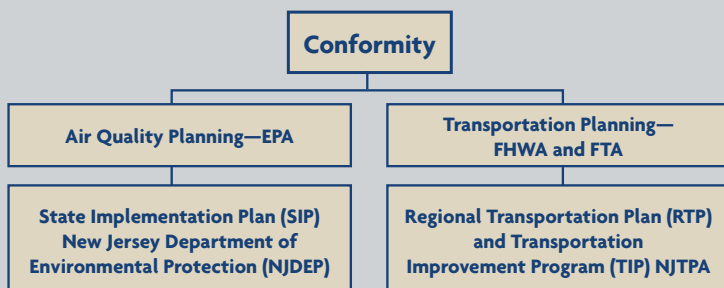 Conformity
Air Quality Planning—EPA
Transportation Planning—
FHWA and FTA
State Implementation Plan (SIP)
New Jersey Department of
Environmental Protection (NJDEP)
Regional Transportation Plan (RTP)
and Transportation
Improvement Program (TIP) NJTPA